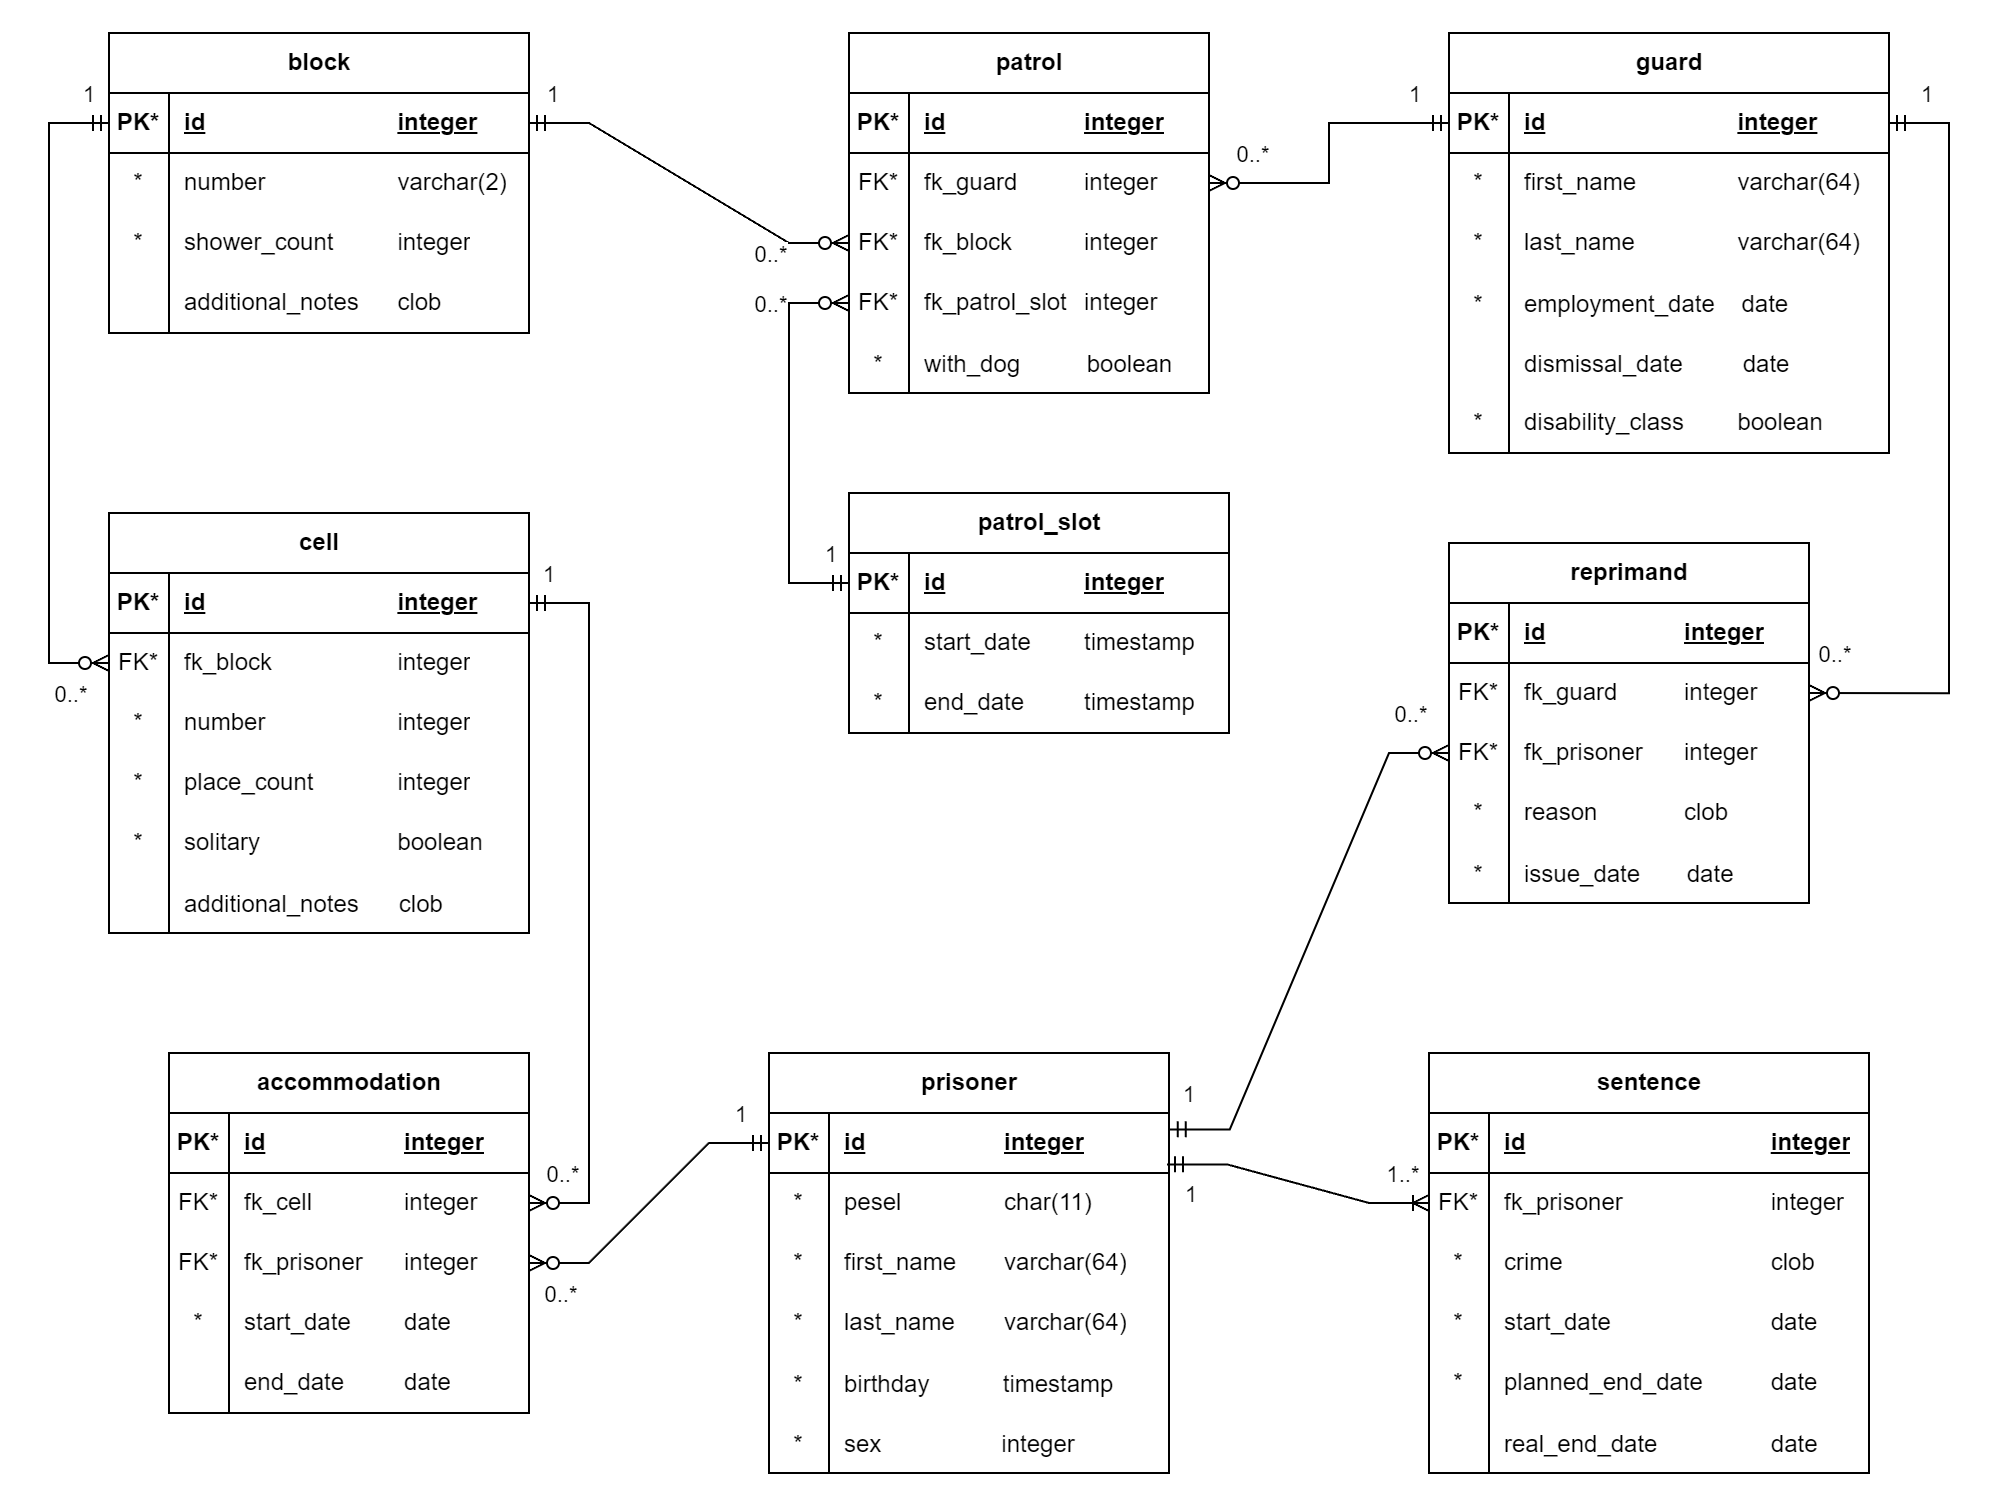 block
1
PK* id integer
1
* number varchar(2)
* shower_count integer
additional_notes clob
patrol
PK* id integer
FK* fk_guard integer
0..*
FK* fk_block integer
0..*
FK* fk_patrol_slot integer
0..*
* with_dog boolean
guard
1
PK* id integer
1
* first_name varchar(64)
* last_name varchar(64)
* employment_date date
dismissal_date date
* disability_class boolean
cell
PK* id integer
1
FK* fk_block integer
0..*
* number integer
* place_count integer
* solitary boolean
additional_notes clob
patrol_slot
1
PK* id integer
* start_date timestamp
* end_date timestamp
reprimand
PK* id integer
0..*
FK* fk_guard integer
0..*
FK* fk_prisoner integer
* reason clob
* issue_date date
accommodation
PK* id integer
0..*
FK* fk_cell integer
FK* fk_prisoner integer
0..*
* start_date date
end_date date
prisoner
1
1
PK* id integer
1
* pesel char(11)
* first_name varchar(64)
* last_name varchar(64)
* birthday timestamp
* sex integer
sentence
PK* id integer
1..*
FK* fk_prisoner integer
* crime clob
* start_date date
* planned_end_date date
real_end_date date